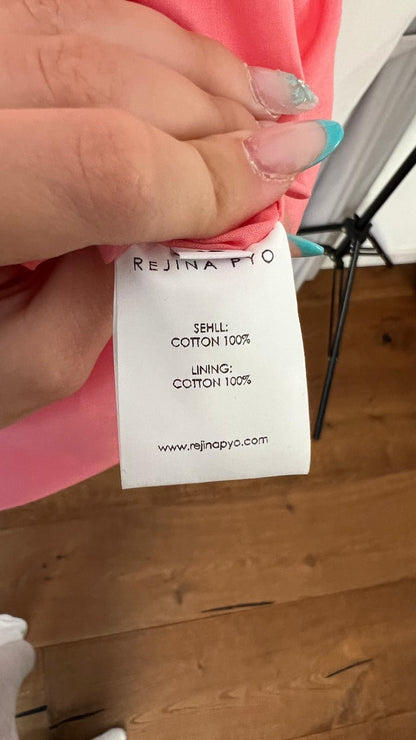 REJINA PYO
SEHLL:
COTTON 100%
LINING:
COTTON 100%
www.rejinapyo.com